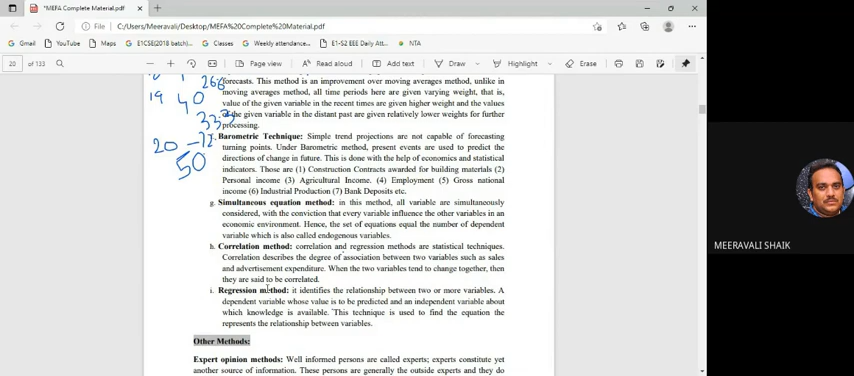 *MEFA Complete Material.pdf
File
C:/Users/Meeravali/Desktop/MEFA%20Complete%20Material.pdf
Gmail YouTube Maps E1CSE(2018 batch)... Classes Weekly attendance... E1-S2 EEE Daily Att... NTA
20 of 133 Page view Read aloud Add text Draw Highlight Erase
forecasts. This method is an improvement over moving averages method, unlike in
moving averages method, all time periods here are given varying weight, that is,
value of the given variable in the recent times are given higher weight and the values
of the given variable in the distant past are given relatively lower weights for further
processing.
266
19 40
333
20 -
50
Barometric Technique: Simple trend projections are not capable of forecasting
turning points. Under Barometric method, present events are used to predict the
directions of change in future. This is done with the help of economics and statistical
indicators. Those are (1) Construction Contracts awarded for building materials (2)
Personal income (3) Agricultural Income. (4) Employment (5) Gross national
income (6) Industrial Production (7) Bank Deposits etc.
g. Simultaneous equation method: in this method, all variable are simultaneously
considered, with the conviction that every variable influence the other variables in an
economic environment. Hence, the set of equations equal the number of dependent
variable which is also called endogenous variables.
h. Correlation method: correlation and regression methods are statistical techniques.
Correlation describes the degree of association between two variables such as sales
and advertisement expenditure. When the two variables tend to change together, then
they are said to be correlated.
i. Regression method: it identifies the relationship between two or more variables. A
dependent variable whose value is to be predicted and an independent variable about
which knowledge is available. This technique is used to find the equation the
represents the relationship between variables.
Other Methods:
Expert opinion methods: Well informed persons are called experts; experts constitute yet
another source of information. These persons are generally the outside experts and they do
MEERAVALI SHAIK